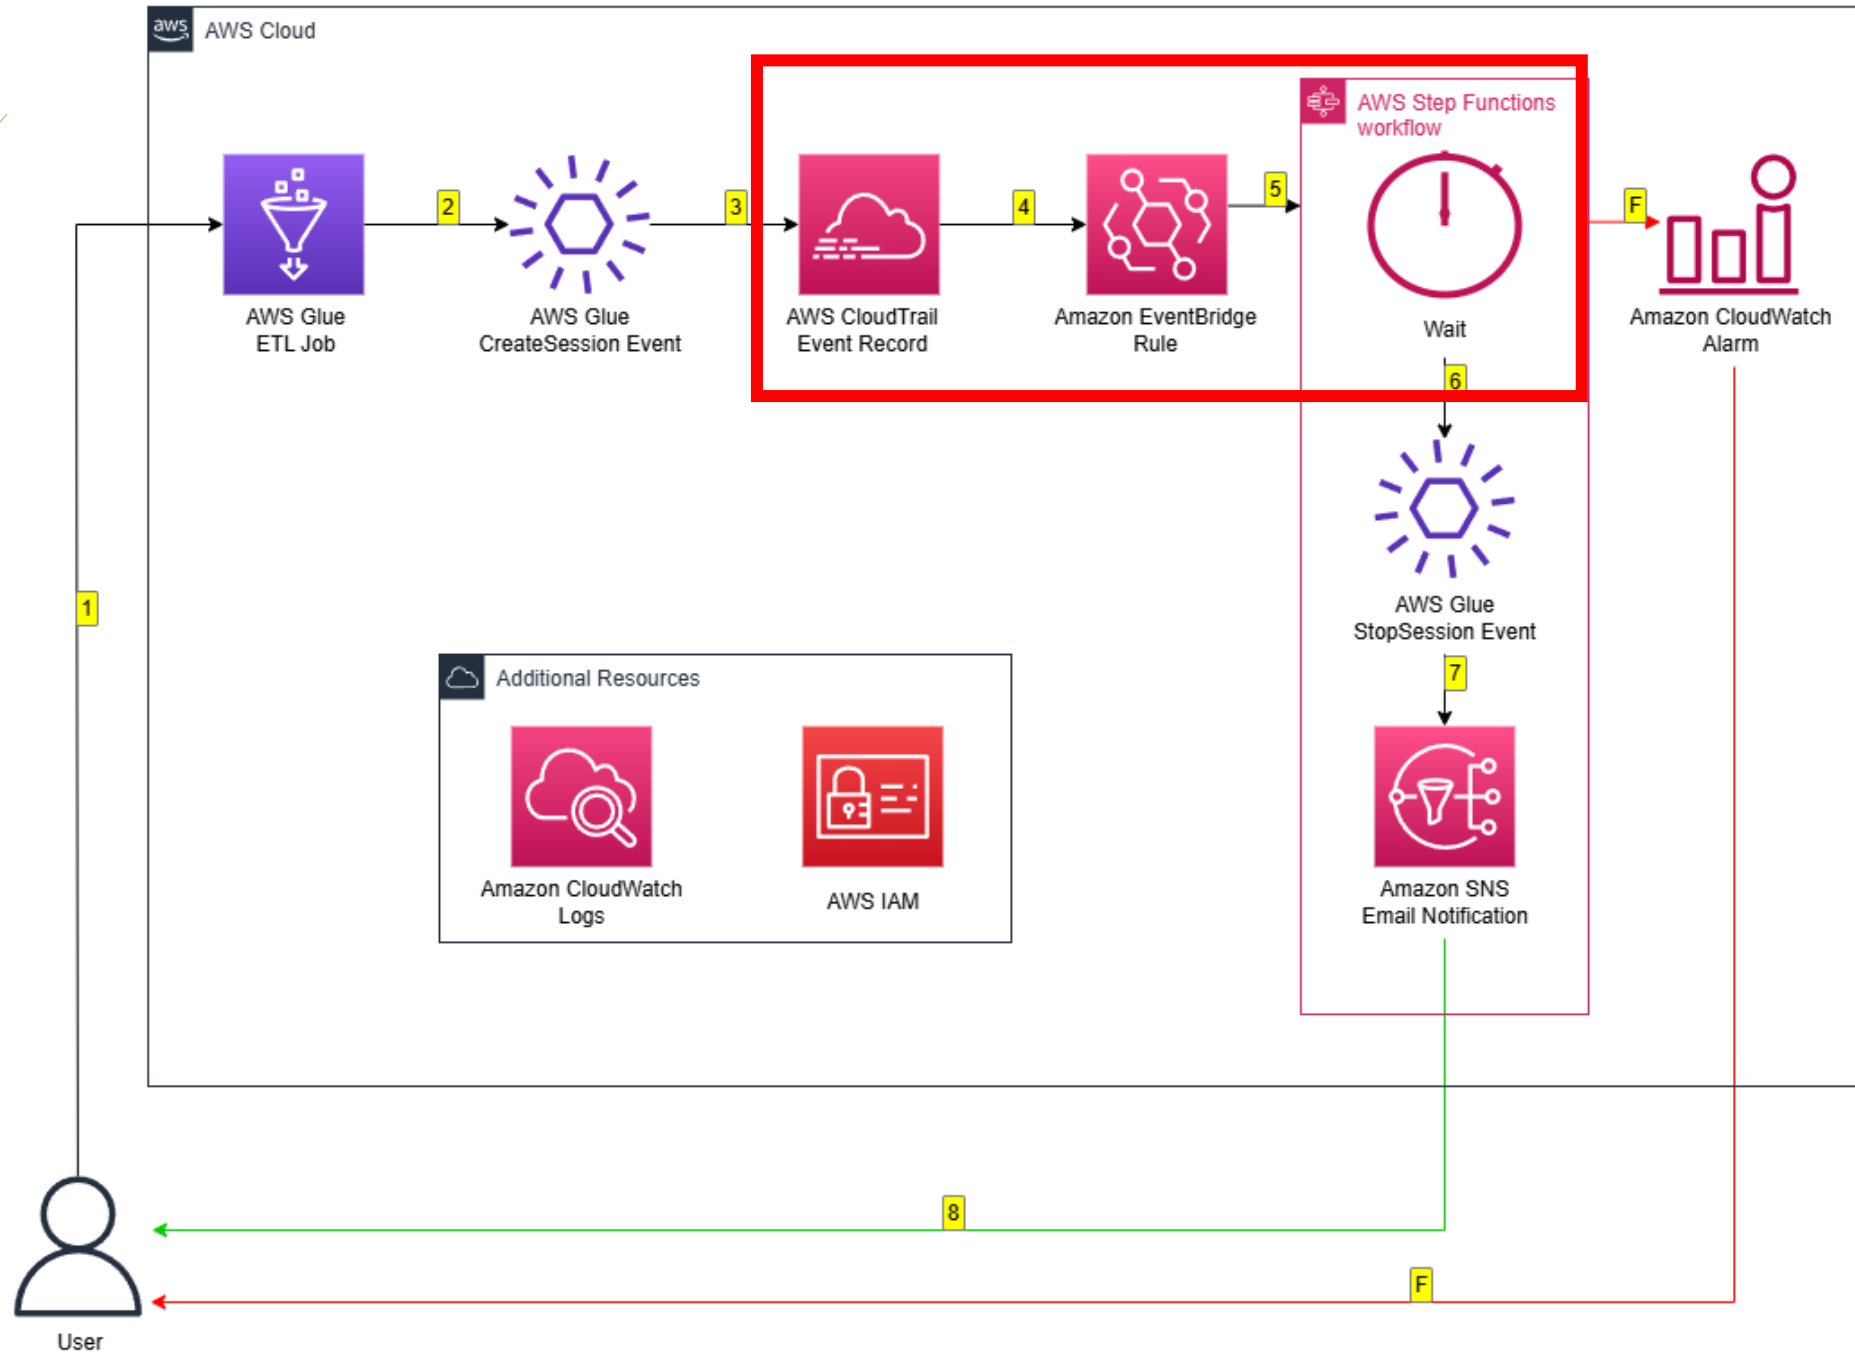 aws
AWS Cloud
AWS Step Functions
workflow
2
3
4
5
F
AWS Glue
ETL Job
AWS Glue
CreateSession Event
AWS CloudTrail
Event Record
Amazon EventBridge
Rule
Wait
Amazon CloudWatch
Alarm
6
AWS Glue
StopSession Event
1
7
Additional Resources
Amazon CloudWatch
Logs
AWS IAM
Amazon SNS
Email Notification
8
F
User